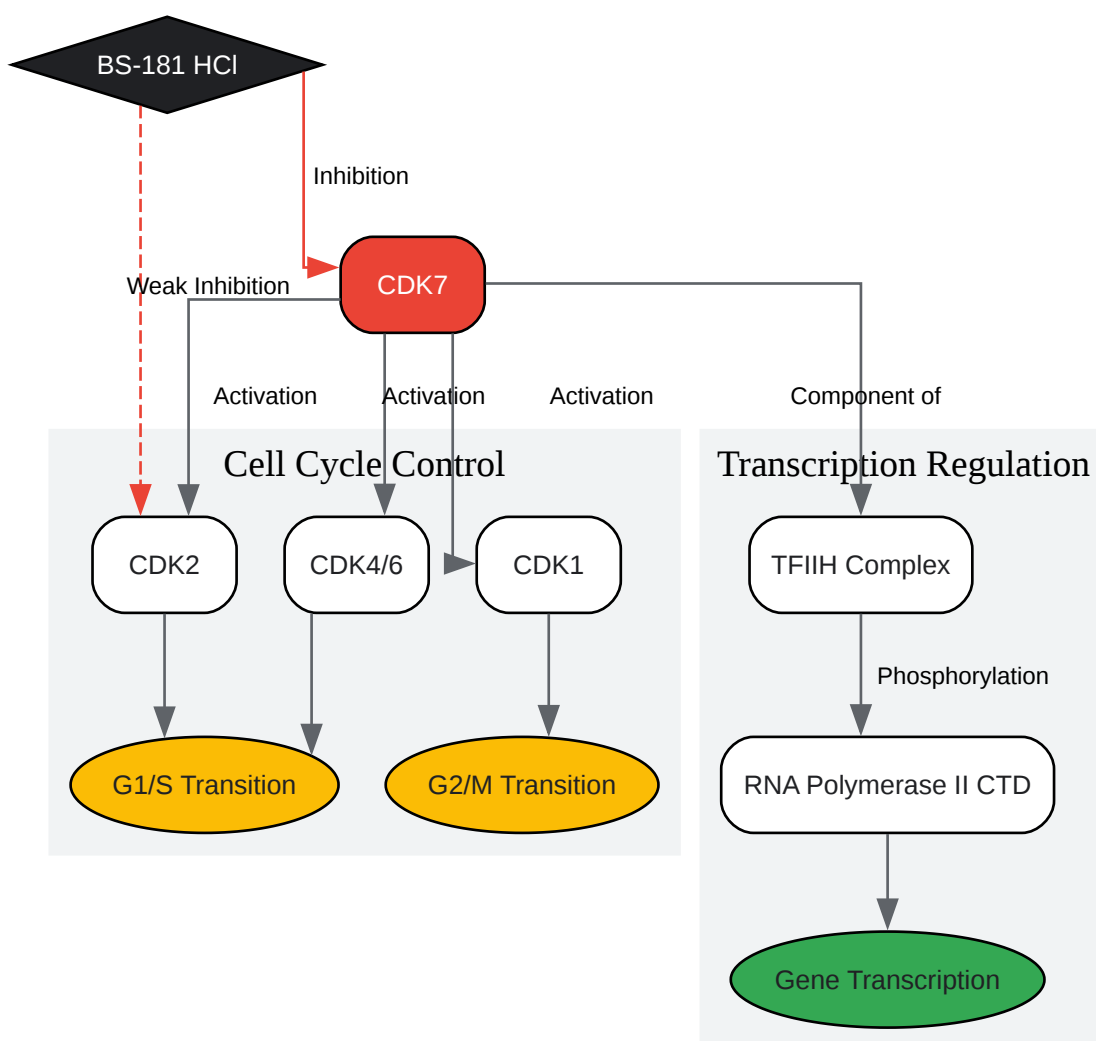 BS-181 HCl
Inhibition
CDK7
Weak Inhibition
Activation
Activation
Activation
Component of
Cell Cycle Control
Transcription Regulation
CDK2
CDK4/6
CDK1
TFIIH Complex
Phosphorylation
G1/S Transition
G2/M Transition
RNA Polymerase II CTD
Gene Transcription